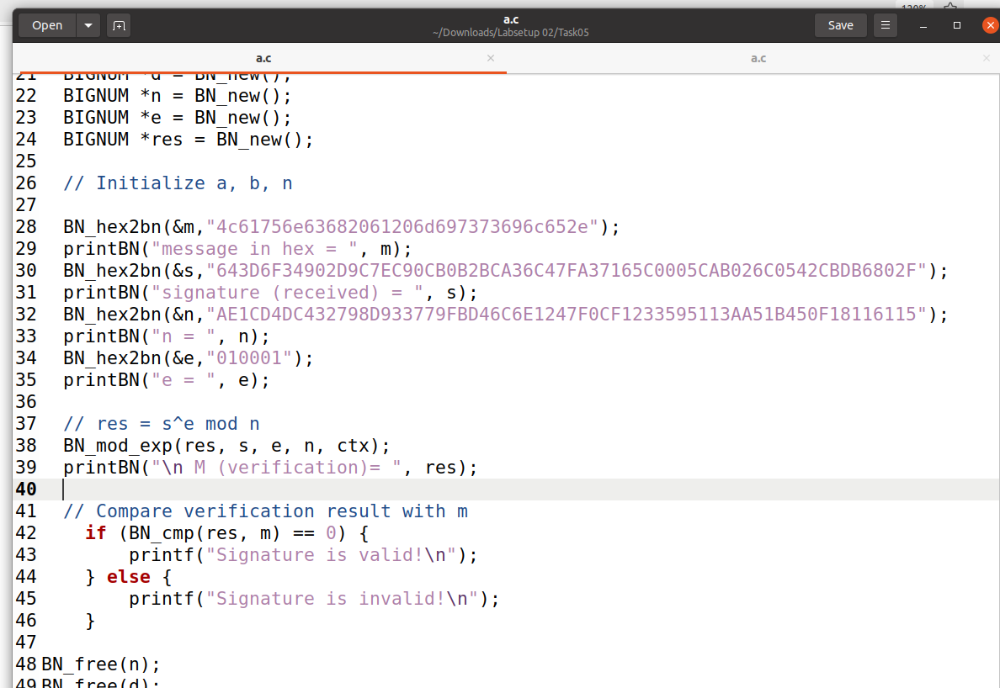 120%
Open
a.c
~/Downloads/Labsetup 02/Task05
Save
a.c
a.c
21 BIGNUM *d = BN_new();
22 BIGNUM *n = BN_new();
23 BIGNUM *e = BN_new();
24 BIGNUM *res = BN_new();
25
26 // Initialize a, b, n
27
28 BN_hex2bn(&m,"4c61756e63682061206d697373696c652e");
29 printBN("message in hex = ", m);
30 BN_hex2bn(&s,"643D6F34902D9C7EC90CB0B2BCA36C47FA37165C0005CAB026C0542CBDB6802F");
31 printBN("signature (received) = ", s);
32 BN_hex2bn(&n,"AE1CD4DC432798D933779FBD46C6E1247F0CF1233595113AA51B450F18116115");
33 printBN("n = ", n);
34 BN_hex2bn(&e,"010001");
35 printBN("e = ", e);
36
37 // res = s^e mod n
38 BN_mod_exp(res, s, e, n, ctx);
39 printBN("\n M (verification)= ", res);
40
41 // Compare verification result with m
42 if (BN_cmp(res, m) == 0) {
43 printf("Signature is valid!\n");
44 } else {
45 printf("Signature is invalid!\n");
46 }
47
48 BN_free(n);
49 BN_free(d);